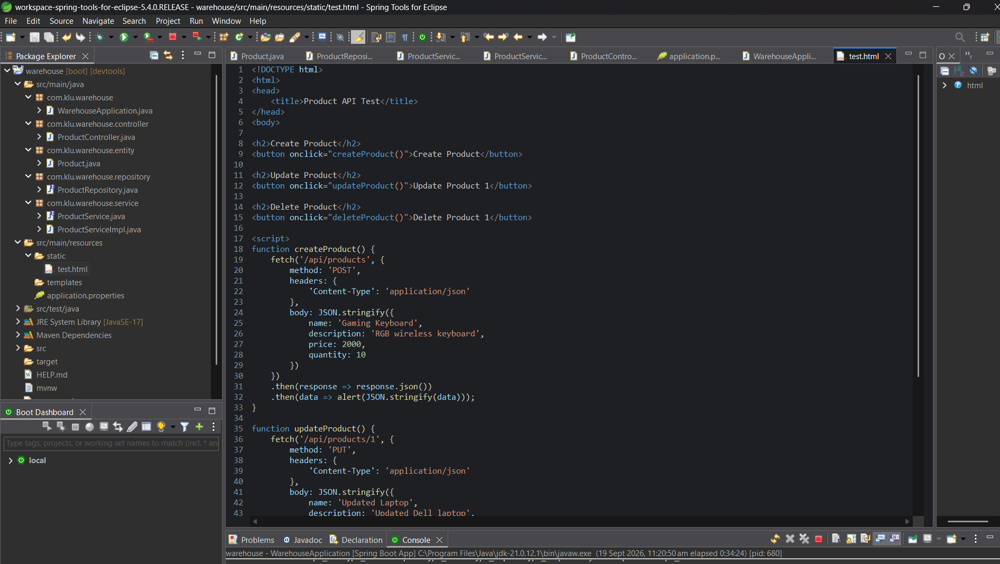 workspace-spring-tools-for-eclipse-5.4.0.RELEASE - warehouse/src/main/resources/static/test.html - Spring Tools for Eclipse
File Edit Source Navigate Search Project Run Window Help
Package Explorer
warehouse [boot] [devtools]
src/main/java
com.klu.warehouse
WarehouseApplication.java
com.klu.warehouse.controller
ProductController.java
com.klu.warehouse.entity
Product.java
com.klu.warehouse.repository
ProductRepository.java
com.klu.warehouse.service
ProductService.java
ProductServiceImpl.java
src/main/resources
static
test.html
templates
application.properties
src/test/java
JRE System Library [JavaSE-17]
Maven Dependencies
src
target
HELP.md
mvnw
Boot Dashboard
Type tags, projects, or working set names to match (incl. * an
local
Product.java ProductReposi... ProductServic... ProductServic... ProductContro... application.p... WarehouseAppli... test.html
1 <!DOCTYPE html>
2 <html>
3 <head>
4     <title>Product API Test</title>
5 </head>
6 <body>
7
8 <h2>Create Product</h2>
9 <button onclick="createProduct()">Create Product</button>
10
11 <h2>Update Product</h2>
12 <button onclick="updateProduct()">Update Product 1</button>
13
14 <h2>Delete Product</h2>
15 <button onclick="deleteProduct()">Delete Product 1</button>
16
17 <script>
18 function createProduct() {
19     fetch('/api/products', {
20         method: 'POST',
21         headers: {
22             'Content-Type': 'application/json'
23         },
24         body: JSON.stringify({
25             name: 'Gaming Keyboard',
26             description: 'RGB wireless keyboard',
27             price: 2000,
28             quantity: 10
29         })
30     })
31     .then(response => response.json())
32     .then(data => alert(JSON.stringify(data)));
33 }
34
35 function updateProduct() {
36     fetch('/api/products/1', {
37         method: 'PUT',
38         headers: {
39             'Content-Type': 'application/json'
40         },
41         body: JSON.stringify({
42             name: 'Updated Laptop',
43             description: 'Updated Dell laptop',
O
html
Problems Javadoc Declaration Console
warehouse - WarehouseApplication [Spring Boot App] C:\Program Files\Java\jdk-21.0.12.1\bin\javaw.exe (19 Sept 2026, 11:20:50 am elapsed 0:34:24) [pid: 680]